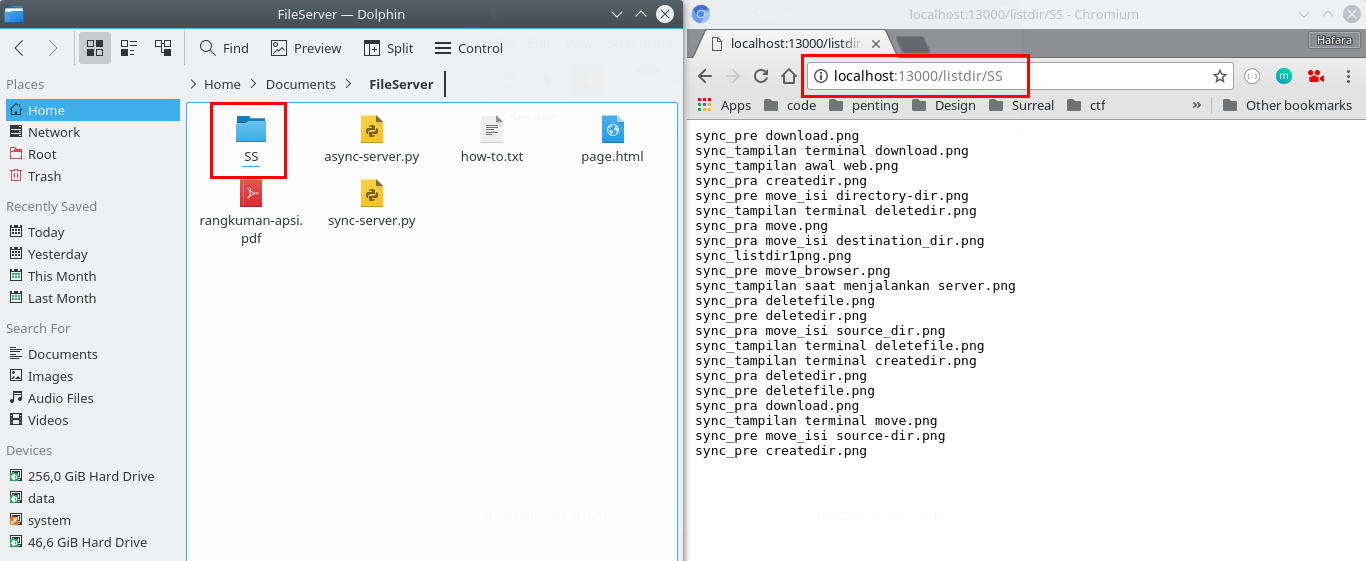 FileServer — Dolphin
Find
Preview
Split
Control
Places
Home
Network
Root
Trash
Recently Saved
Today
Yesterday
This Month
Last Month
Search For
Documents
Images
Audio Files
Videos
Devices
256,0 GiB Hard Drive
data
system
46,6 GiB Hard Drive
Home
Documents
FileServer
SS
async-server.py
how-to.txt
page.html
rangkuman-apsi.
pdf
sync-server.py
localhost:13000/listdir/SS - Chromium
localhost:13000/listdir
Hafara
localhost:13000/listdir/SS
m
Apps
code
penting
Design
Surreal
ctf
»
Other bookmarks
sync_pre download.png
sync_tampilan terminal download.png
sync_tampilan awal web.png
sync_pra createdir.png
sync_pre move_isi directory-dir.png
sync_tampilan terminal deletedir.png
sync_pra move.png
sync_pra move_isi destination_dir.png
sync_listdir1png.png
sync_pre move_browser.png
sync_tampilan saat menjalankan server.png
sync_pra deletefile.png
sync_pre deletedir.png
sync_pra move_isi source_dir.png
sync_tampilan terminal deletefile.png
sync_tampilan terminal createdir.png
sync_pra deletedir.png
sync_pre deletefile.png
sync_pra download.png
sync_tampilan terminal move.png
sync_pre move_isi source-dir.png
sync_pre createdir.png